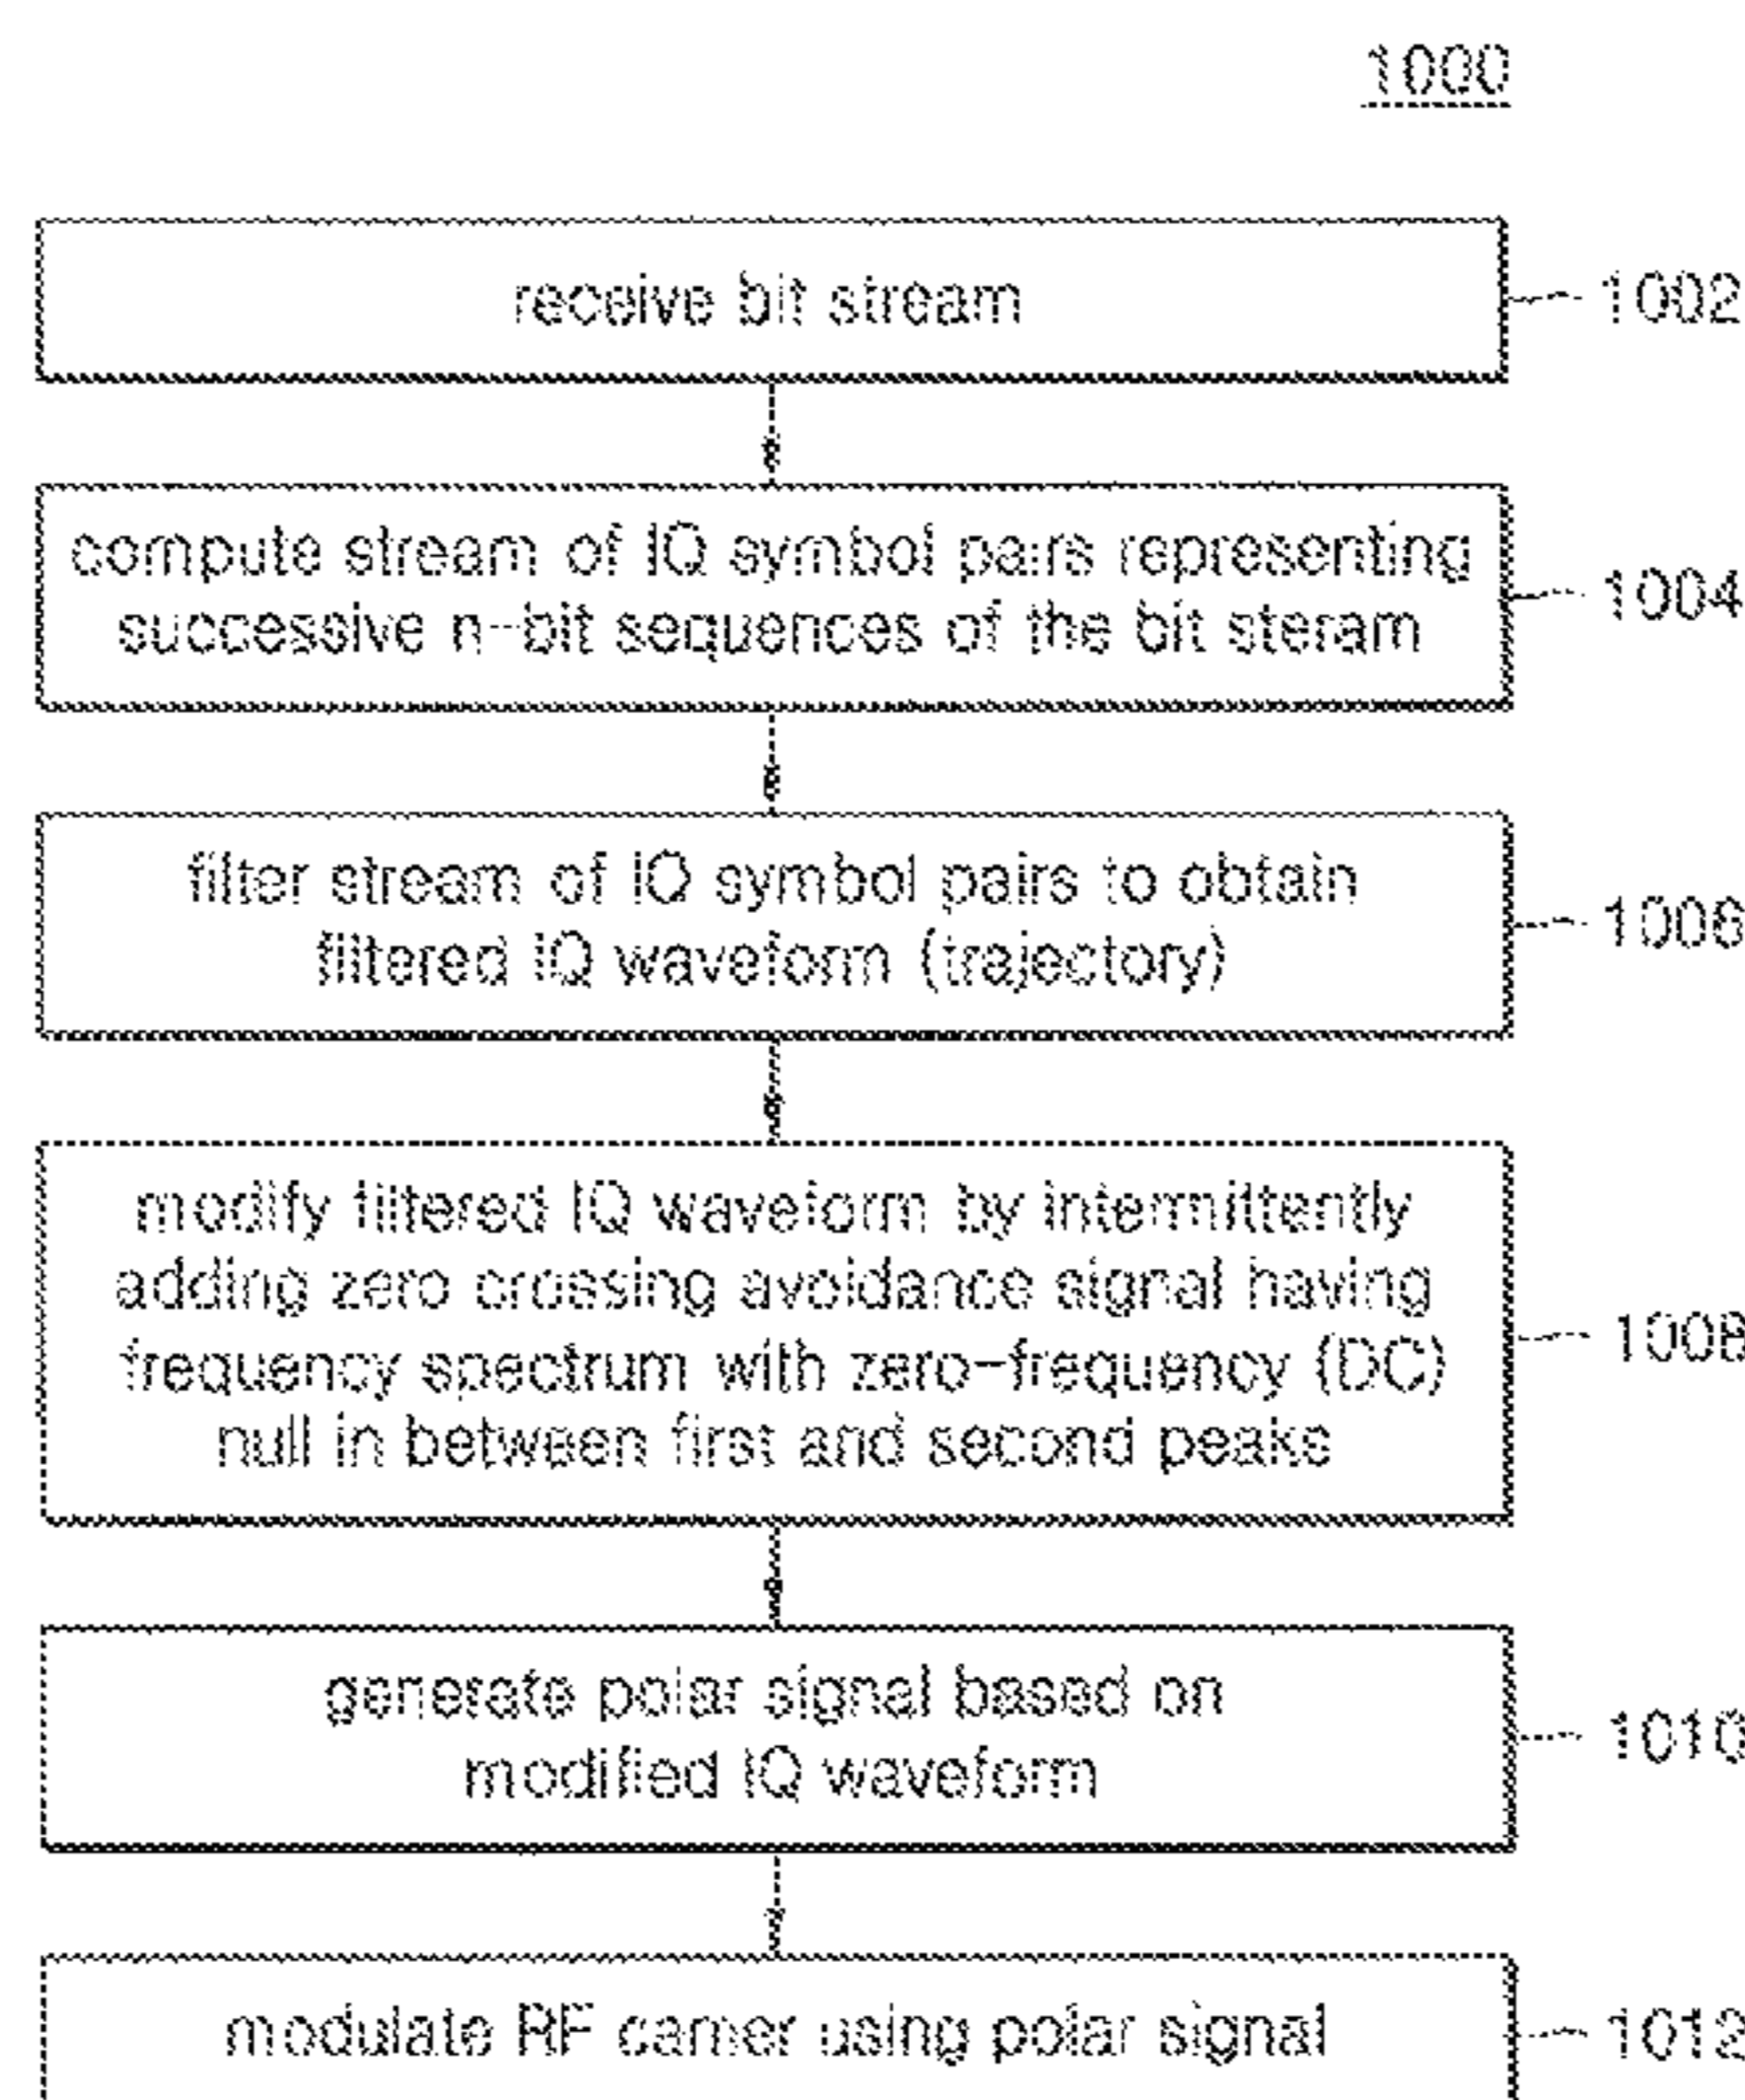 1000
receive bit stream
1002
compute stream of IQ symbol pairs representing
successive n-bit sequences of the bit steram
1004
filter stream of IQ symbol pairs to obtain
filtered IQ waveform (trajectory)
1006
modify filtered IQ waveform by intermittently
adding zero crossing avoidance signal having
frequency spectrum with zero-frequency (DC)
null in between first and second peaks
1008
generate polar signal based on
modified IQ waveform
1010
modulate RF carrier using polar signal
1012